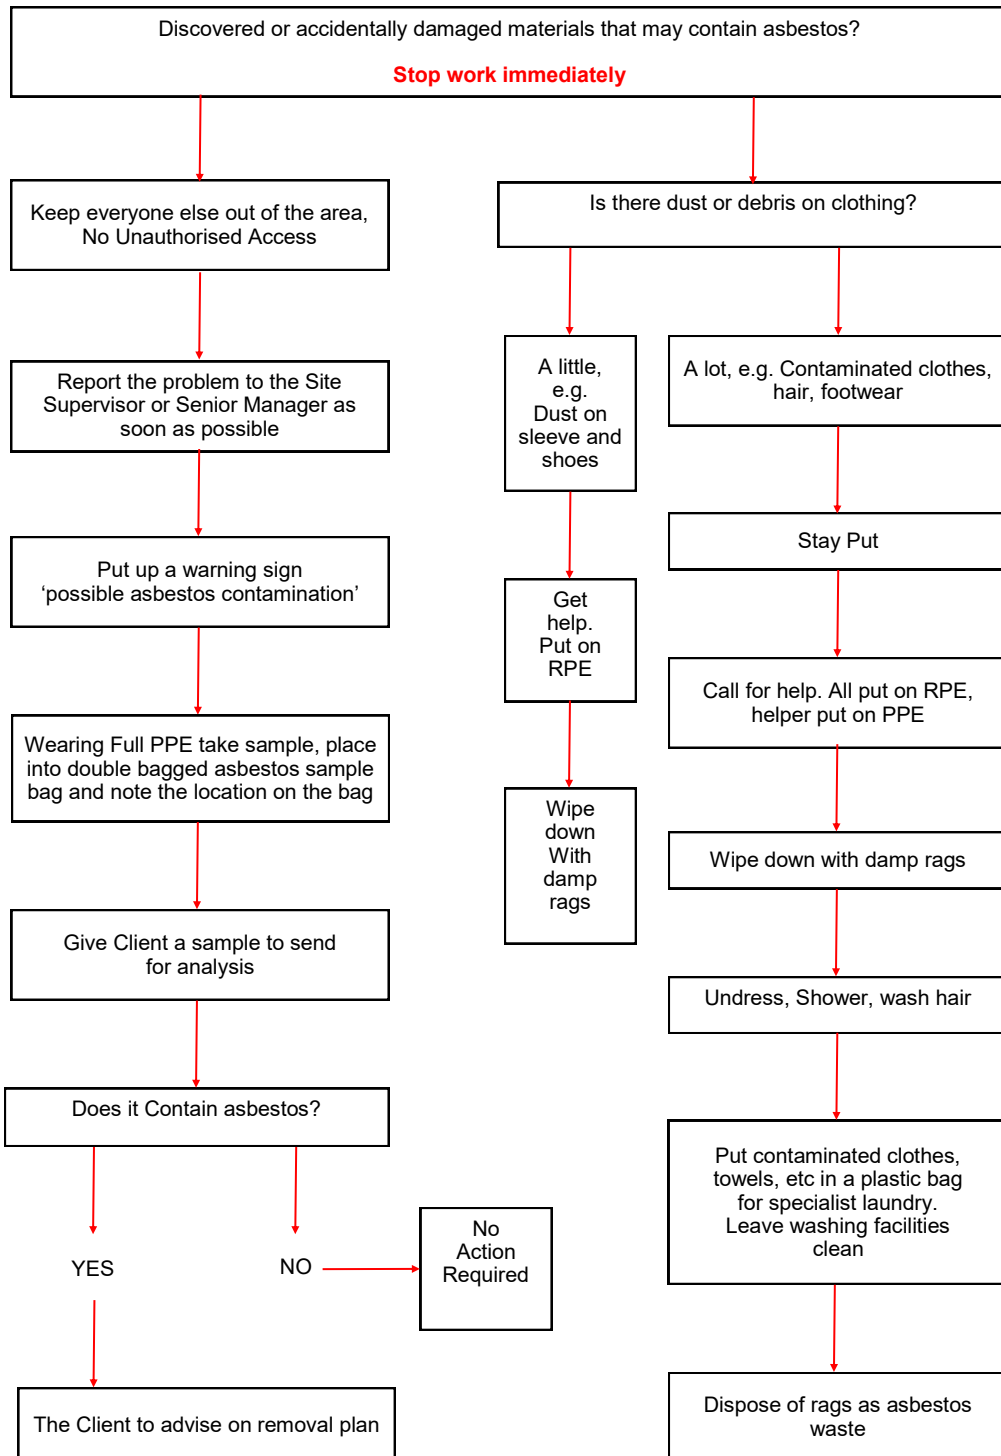 Discovered or accidentally damaged materials that may contain asbestos?
Stop work immediately
Keep everyone else out of the area,
No Unauthorised Access
Report the problem to the Site
Supervisor or Senior Manager as
soon as possible
Put up a warning sign
‘possible asbestos contamination’
Wearing Full PPE take sample, place
into double bagged asbestos sample
bag and note the location on the bag
Give Client a sample to send
for analysis
Does it Contain asbestos?
YES
NO
No
Action
Required
The Client to advise on removal plan
Is there dust or debris on clothing?
A little,
e.g.
Dust on
sleeve and
shoes
Get
help.
Put on
RPE
Wipe
down
With
damp
rags
A lot, e.g. Contaminated clothes,
hair, footwear
Stay Put
Call for help. All put on RPE,
helper put on PPE
Wipe down with damp rags
Undress, Shower, wash hair
Put contaminated clothes,
towels, etc in a plastic bag
for specialist laundry.
Leave washing facilities
clean
Dispose of rags as asbestos
waste